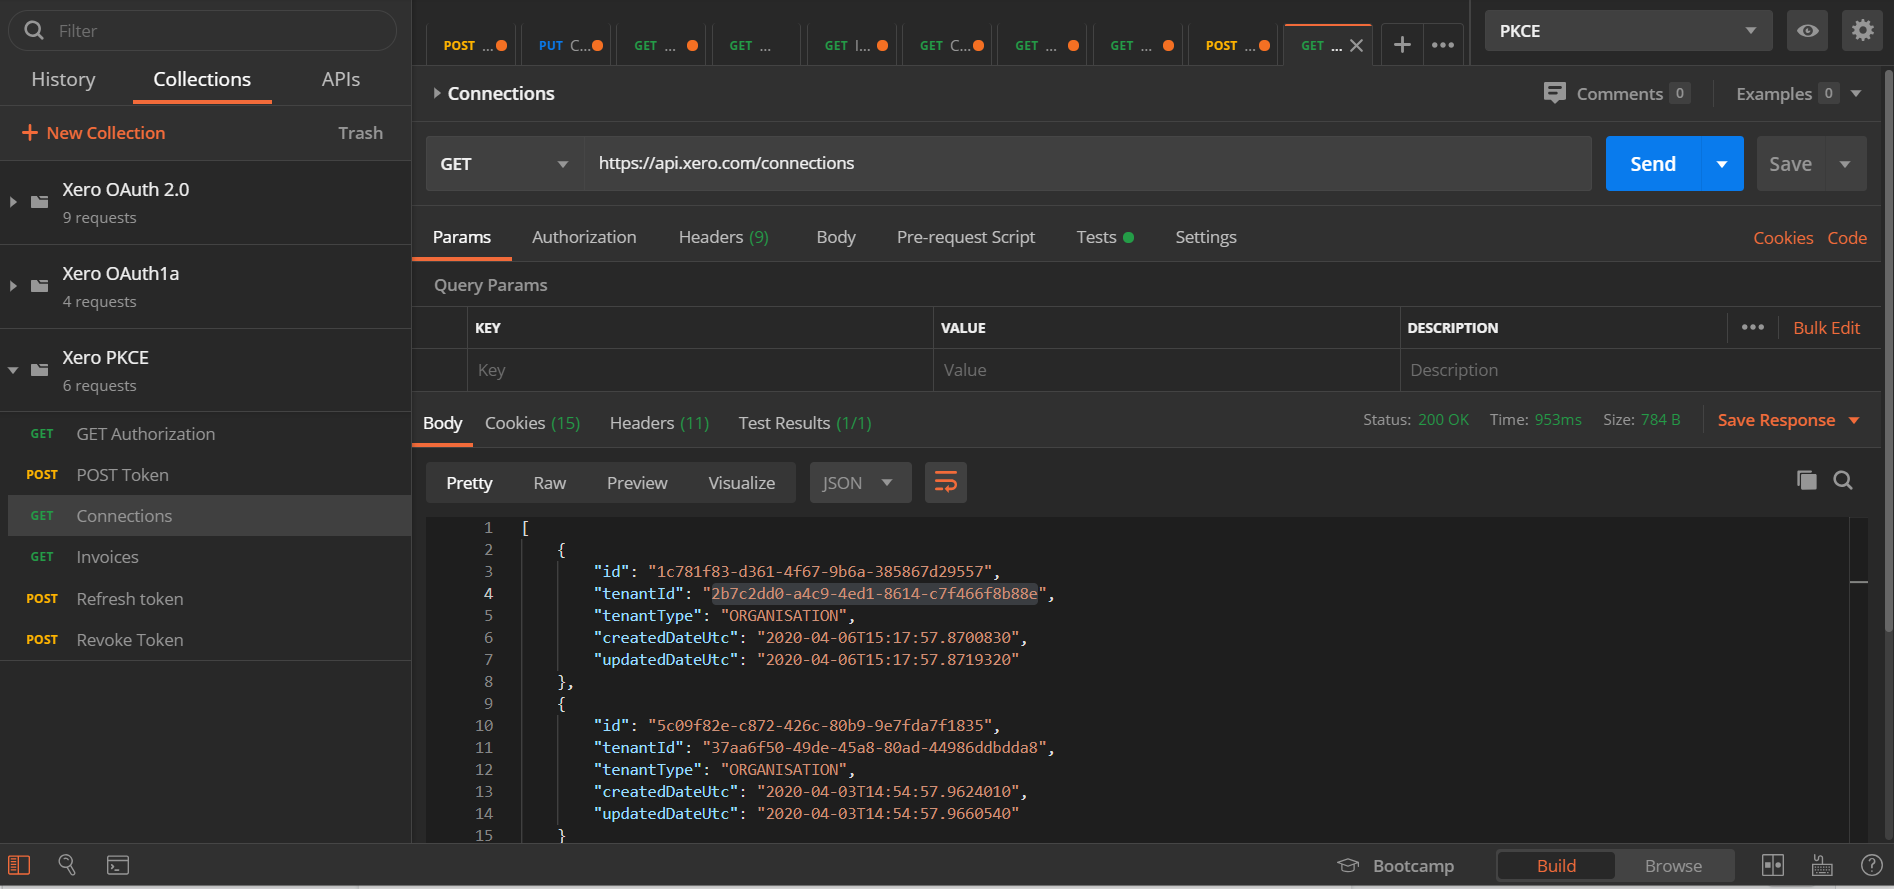 Filter
History Collections APIs
+ New Collection Trash
Xero OAuth 2.0
9 requests
Xero OAuth1a
4 requests
Xero PKCE
6 requests
GET GET Authorization
POST POST Token
GET Connections
GET Invoices
POST Refresh token
POST Revoke Token
POST ... PUT C... GET ... GET ... GET I... GET C... GET ... GET ... POST ... GET ...
PKCE
Connections
Comments 0 Examples 0
GET https://api.xero.com/connections Send Save
Params Authorization Headers (9) Body Pre-request Script Tests Settings Cookies Code
Query Params
KEY VALUE DESCRIPTION ••• Bulk Edit
Key Value Description
Body Cookies (15) Headers (11) Test Results (1/1) Status: 200 OK Time: 953ms Size: 784 B Save Response
Pretty Raw Preview Visualize JSON
1 [
2 {
3 "id": "1c781f83-d361-4f67-9b6a-385867d29557",
4 "tenantId": "2b7c2dd0-a4c9-4ed1-8614-c7f466f8b88e",
5 "tenantType": "ORGANISATION",
6 "createdDateUtc": "2020-04-06T15:17:57.8700830",
7 "updatedDateUtc": "2020-04-06T15:17:57.8719320"
8 },
9 {
10 "id": "5c09f82e-c872-426c-80b9-9e7fda7f1835",
11 "tenantId": "37aa6f50-49de-45a8-80ad-44986ddbdda8",
12 "tenantType": "ORGANISATION",
13 "createdDateUtc": "2020-04-03T14:54:57.9624010",
14 "updatedDateUtc": "2020-04-03T14:54:57.9660540"
15 }
Bootcamp Build Browse